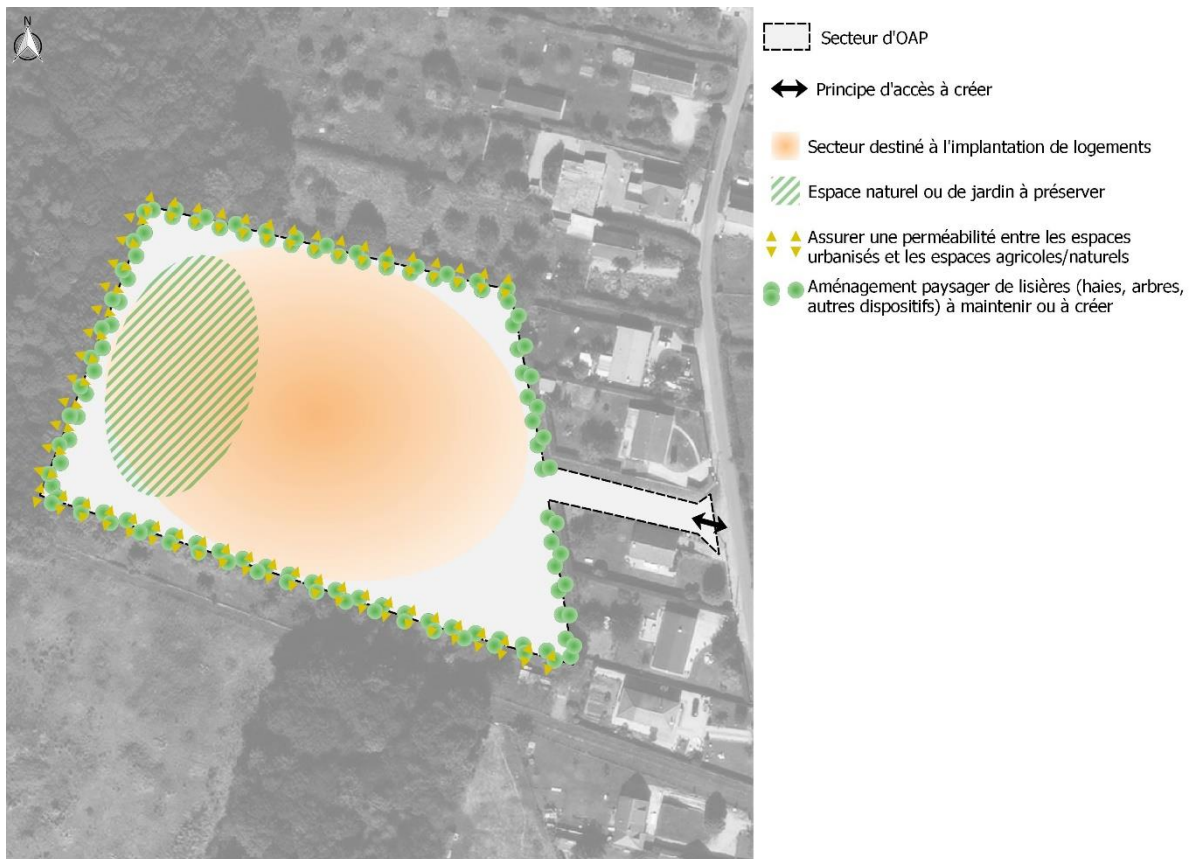 N
Secteur d'OAP
Principe d'accès à créer
Secteur destiné à l'implantation de logements
Espace naturel ou de jardin à préserver
Assurer une perméabilité entre les espaces
urbanisés et les espaces agricoles/naturels
Aménagement paysager de lisières (haies, arbres,
autres dispositifs) à maintenir ou à créer